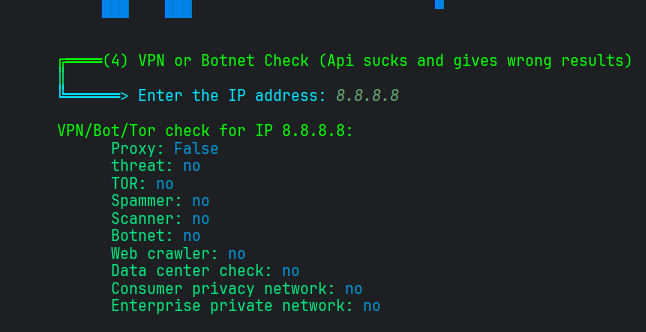 (4) VPN or Botnet Check (Api sucks and gives wrong results)
> Enter the IP address: 8.8.8.8
VPN/Bot/Tor check for IP 8.8.8.8:
Proxy: False
threat: no
TOR: no
Spammer: no
Scanner: no
Botnet: no
Web crawler: no
Data center check: no
Consumer privacy network: no
Enterprise private network: no